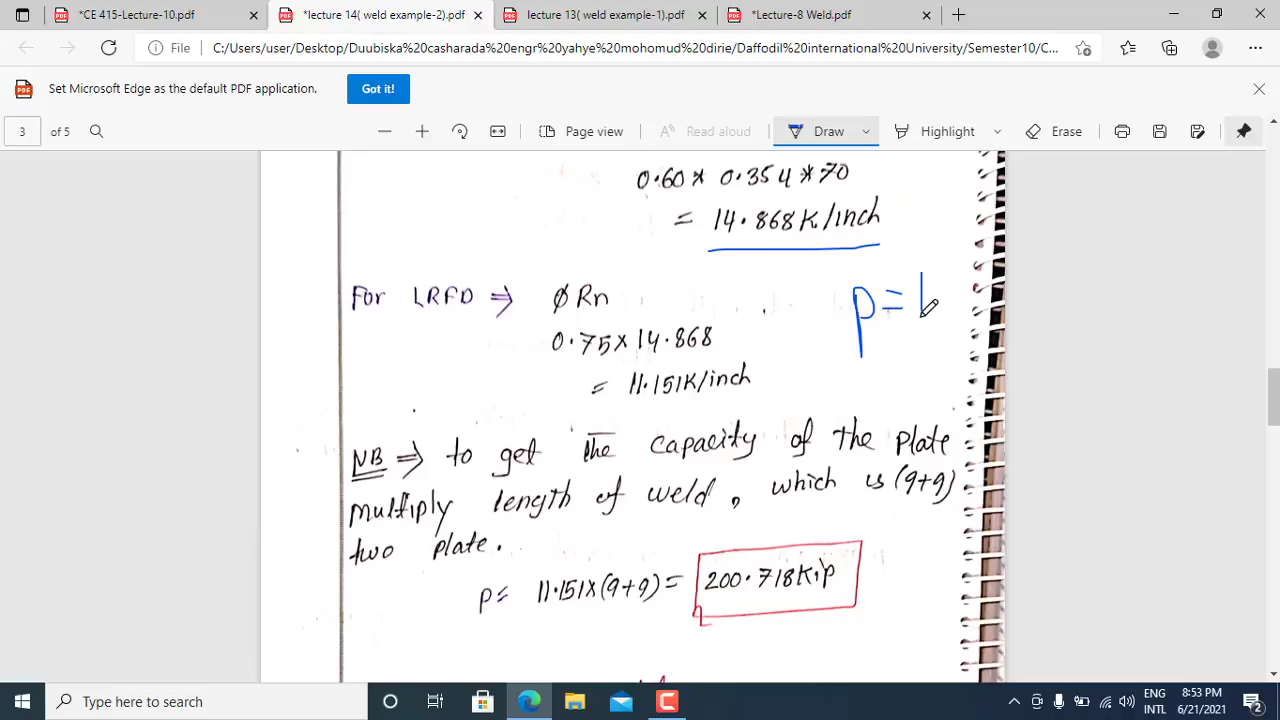 *CE 415-Lecture-10.pdf
*lecture 14( weld example-2).pdf
lecture 13( weld example-1).pdf
*Lecture-8 Weld.pdf
File C:/Users/user/Desktop/Duubiska%20casharada%20engr%20yahye%20mohomud%20dirie/Daffodil%20international%20University/Semester10/C...
Set Microsoft Edge as the default PDF application. Got it!
3 of 5 Page view Read aloud Draw Highlight Erase
0.60 * 0.354 * 70
= 14.868K/inch
For LRFD ⇒ ϕRn
p=
0.75x14.868
= 11.151K/inch
NB ⇒ to get the capacity of the plate
multiply length of weld, which is (9+9)
two plate.
p= 11.151x(9+9)= 200.718Kip
Type here to search
ENG 8:53 PM
INTL 6/21/2021